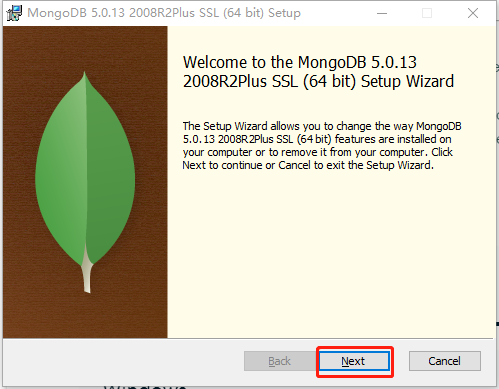 MongoDB 5.0.13 2008R2Plus SSL (64 bit) Setup
Welcome to the MongoDB 5.0.13
2008R2Plus SSL (64 bit) Setup Wizard
The Setup Wizard allows you to change the way MongoDB
5.0.13 2008R2Plus SSL (64 bit) features are installed on
your computer or to remove it from your computer. Click
Next to continue or Cancel to exit the Setup Wizard.
Back Next Cancel